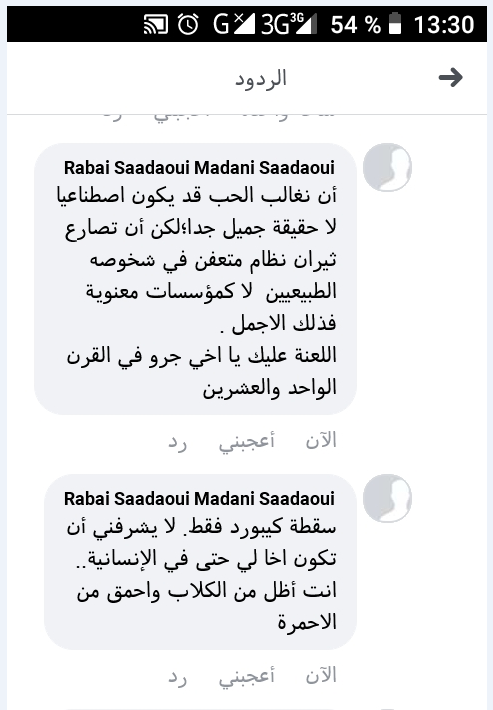 G 3G 3G 54 % 13:30
الردود
Rabai Saadaoui Madani Saadaoui
أن نغالب الحب قد يكون اصطناعيا
لا حقيقة جميل جدا؛لكن أن تصارع
ثيران نظام متعفن في شخوصه
الطبيعيين لا كمؤسسات معنوية
فذلك الاجمل .
اللعنة عليك يا اخي جرو في القرن
الواحد والعشرين
الآن أعجبني رد
Rabai Saadaoui Madani Saadaoui
سقطة كيبورد فقط. لا يشرفني أن
تكون اخا لي حتى في الإنسانية..
انت أظل من الكلاب واحمق من
الاحمرة
الآن أعجبني رد